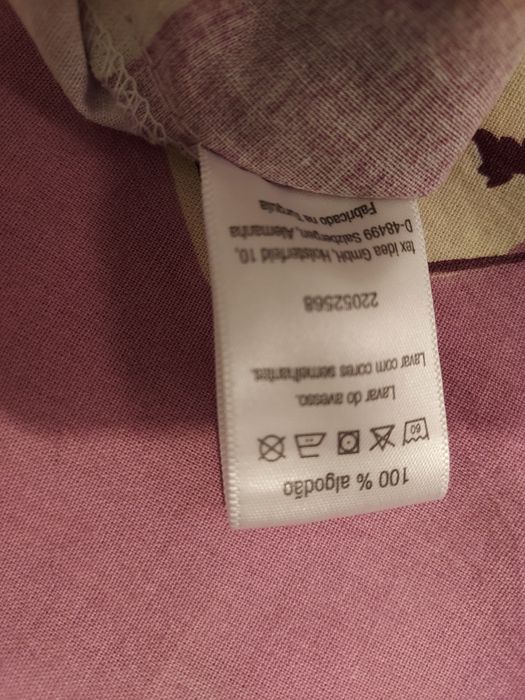 100 % algodão
60
Lavar do avesso.
Lavar com cores semelhantes.
22052568
tex idea GmbH, Holsterfeld 10,
D-48499 Salzbergen, Alemanha
Fabricado na Turquia